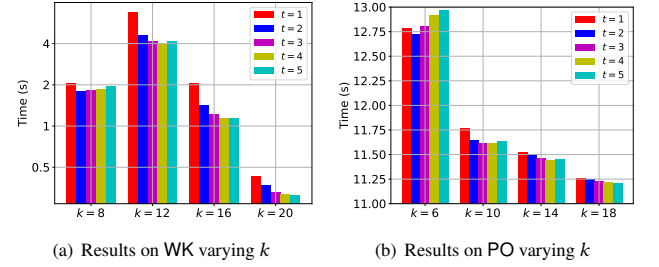 Time (s)
4
2
1
0.5
k = 8
k = 12
k = 16
k = 20
t = 1
t = 2
t = 3
t = 4
t = 5
(a) Results on WK varying k
Time (s)
13.00
12.75
12.50
12.25
12.00
11.75
11.50
11.25
11.00
k = 6
k = 10
k = 14
k = 18
t = 1
t = 2
t = 3
t = 4
t = 5
(b) Results on PO varying k